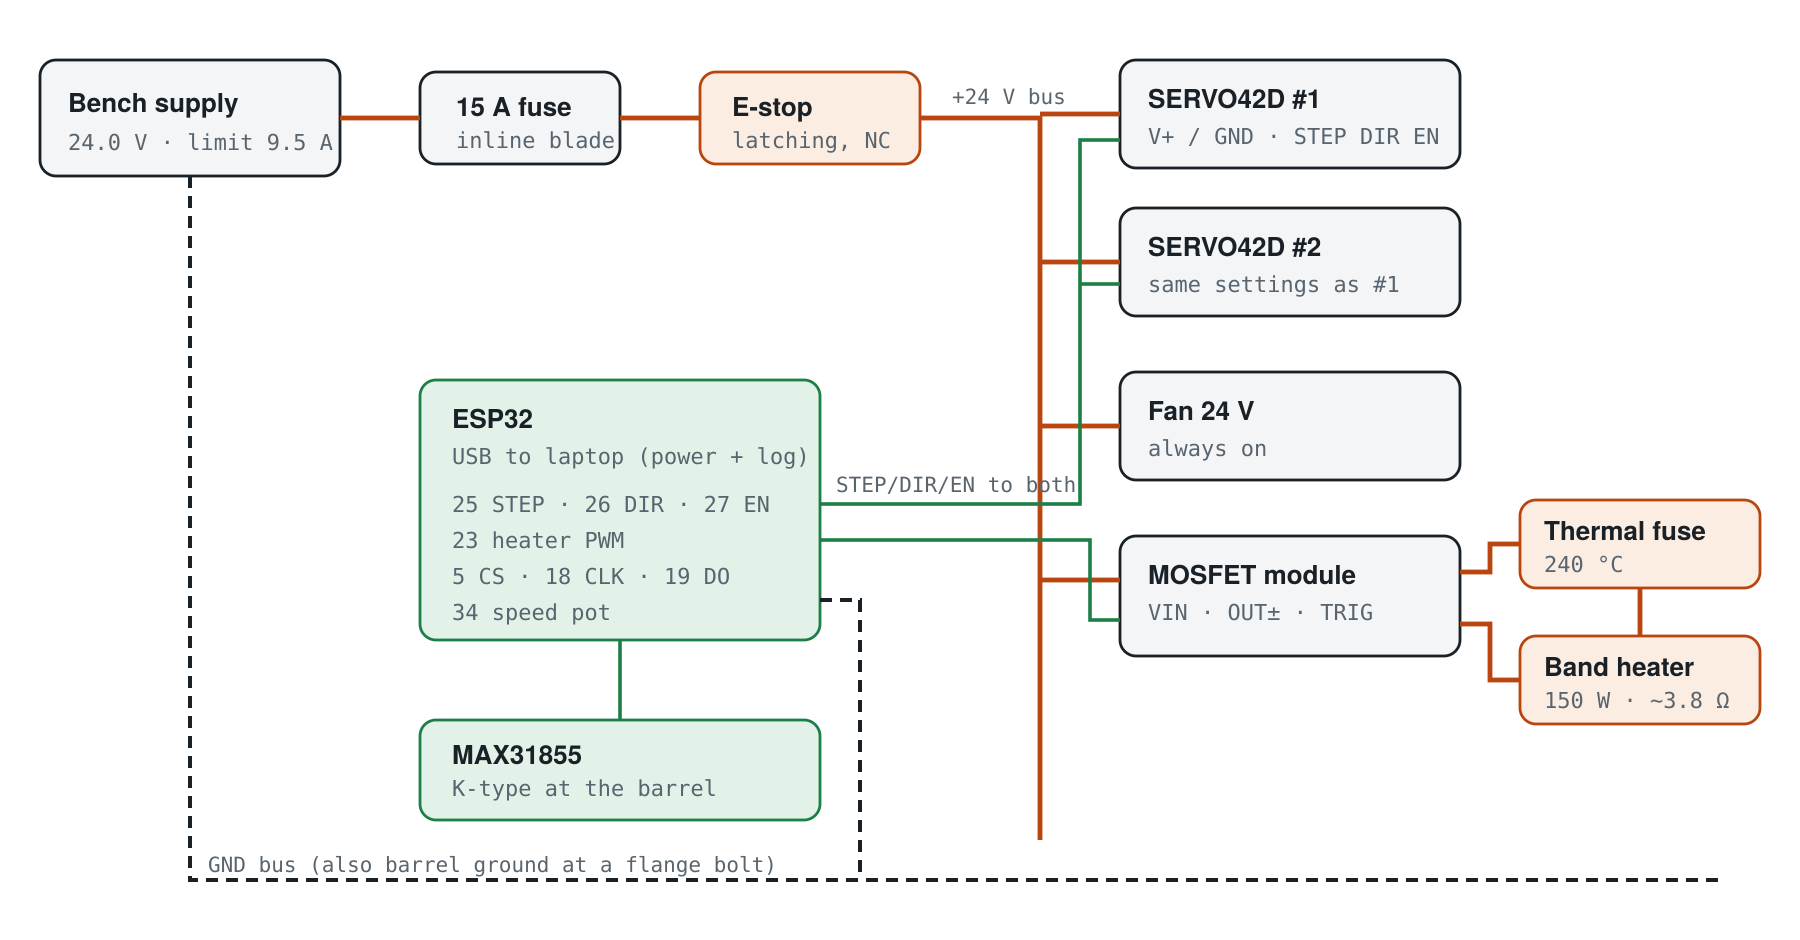 Bench supply
24.0 V · limit 9.5 A
15 A fuse
inline blade
E-stop
latching, NC
+24 V bus
SERVO42D #1
V+ / GND · STEP DIR EN
SERVO42D #2
same settings as #1
Fan 24 V
always on
ESP32
USB to laptop (power + log)
25 STEP · 26 DIR · 27 EN
23 heater PWM
5 CS · 18 CLK · 19 DO
34 speed pot
STEP/DIR/EN to both
MOSFET module
VIN · OUT± · TRIG
Thermal fuse
240 °C
Band heater
150 W · ~3.8 Ω
MAX31855
K-type at the barrel
GND bus (also barrel ground at a flange bolt)